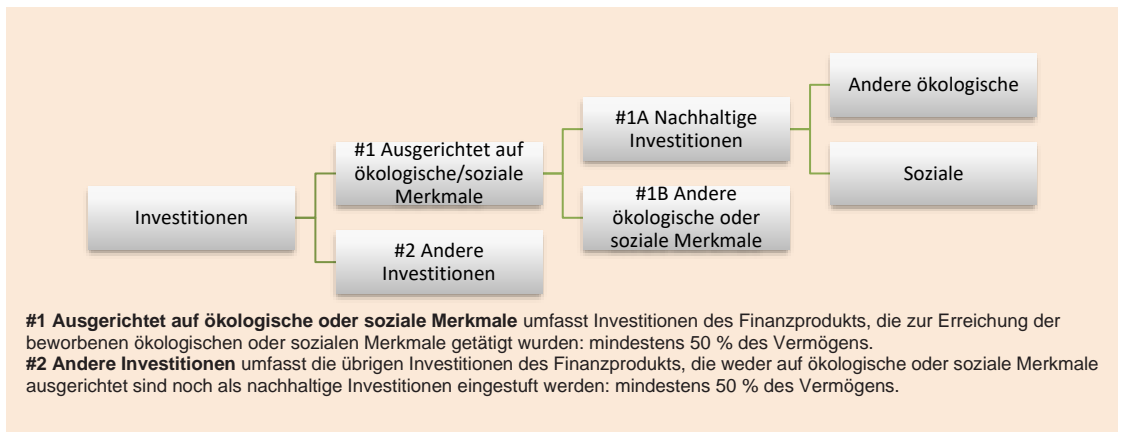 Andere ökologische
#1A Nachhaltige
Investitionen
#1 Ausgerichtet auf
ökologische/soziale
Merkmale
Soziale
#1B Andere
ökologische oder
soziale Merkmale
Investitionen
#2 Andere
Investitionen
#1 Ausgerichtet auf ökologische oder soziale Merkmale umfasst Investitionen des Finanzprodukts, die zur Erreichung der
beworbenen ökologischen oder sozialen Merkmale getätigt wurden: mindestens 50 % des Vermögens.
#2 Andere Investitionen umfasst die übrigen Investitionen des Finanzprodukts, die weder auf ökologische oder soziale Merkmale
ausgerichtet sind noch als nachhaltige Investitionen eingestuft werden: mindestens 50 % des Vermögens.